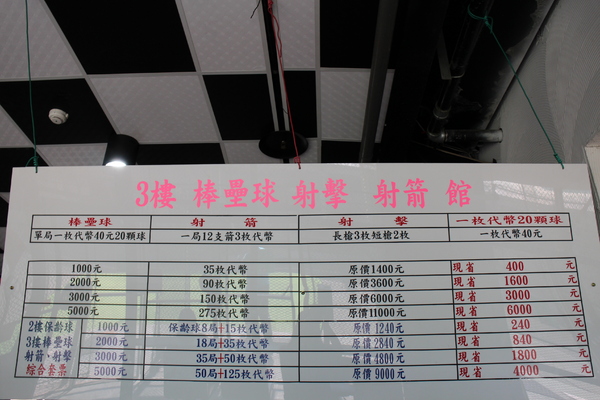 3樓 棒壘球 射擊 射箭 館
棒壘球 射箭 射擊 一枚代幣20顆球
單局一枚代幣40元20顆球 一局12支箭3枚代幣 長槍3枚短槍2枚 一枚代幣40元
1000元 35枚代幣 原價1400元 現省 400 元
2000元 90枚代幣 原價3600元 現省 1600 元
3000元 150枚代幣 原價6000元 現省 3000 元
5000元 275枚代幣 原價11000元 現省 6000 元
2樓保齡球 1000元 保齡球8局+15枚代幣 原價1240元 現省 240 元
3樓棒壘球 2000元 18局+35枚代幣 原價2840元 現省 840 元
射箭、射擊 3000元 35局+50枚代幣 原價4800元 現省 1800 元
綜合套票 5000元 50局+125枚代幣 原價9000元 現省 4000 元